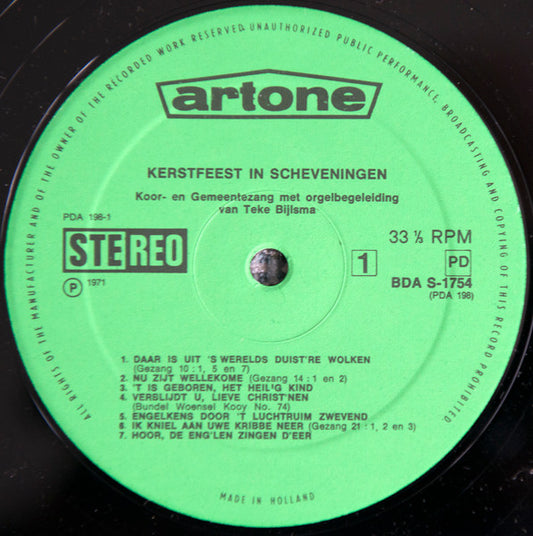 ALL RIGHTS OF THE MANUFACTURER AND OF THE OWNER OF THE RECORDED WORK RESERVED. UNAUTHORIZED PUBLIC PERFORMANCE, BROADCASTING AND COPYING OF THIS RECORD PROHIBITED.
artone
KERSTFEEST IN SCHEVENINGEN
Koor- en Gemeentezang met orgelbegeleiding
van Teke Bijlsma
PDA 198-1
STEREO
33 ⅓ RPM
1
PD
Ⓟ 1971
BDA S-1754
(PDA 198)
1. DAAR IS UIT 'S WERELDS DUIST'RE WOLKEN
(Gezang 10 : 1, 5 en 7)
2. NU ZIJT WELLEKOME (Gezang 14 : 1 en 2)
3. 'T IS GEBOREN, HET HEIL'G KIND
4. VERSLIJDT U, LIEVE CHRIST'NEN
(Bundel Woensel Kooy No. 74)
5. ENGELKENS DOOR 'T LUCHTRUIM ZWEVEND
6. IK KNIEL AAN UWE KRIBBE NEER (Gezang 21 : 1, 2 en 3)
7. HOOR, DE ENG'LEN ZINGEN D'EER
MADE IN HOLLAND